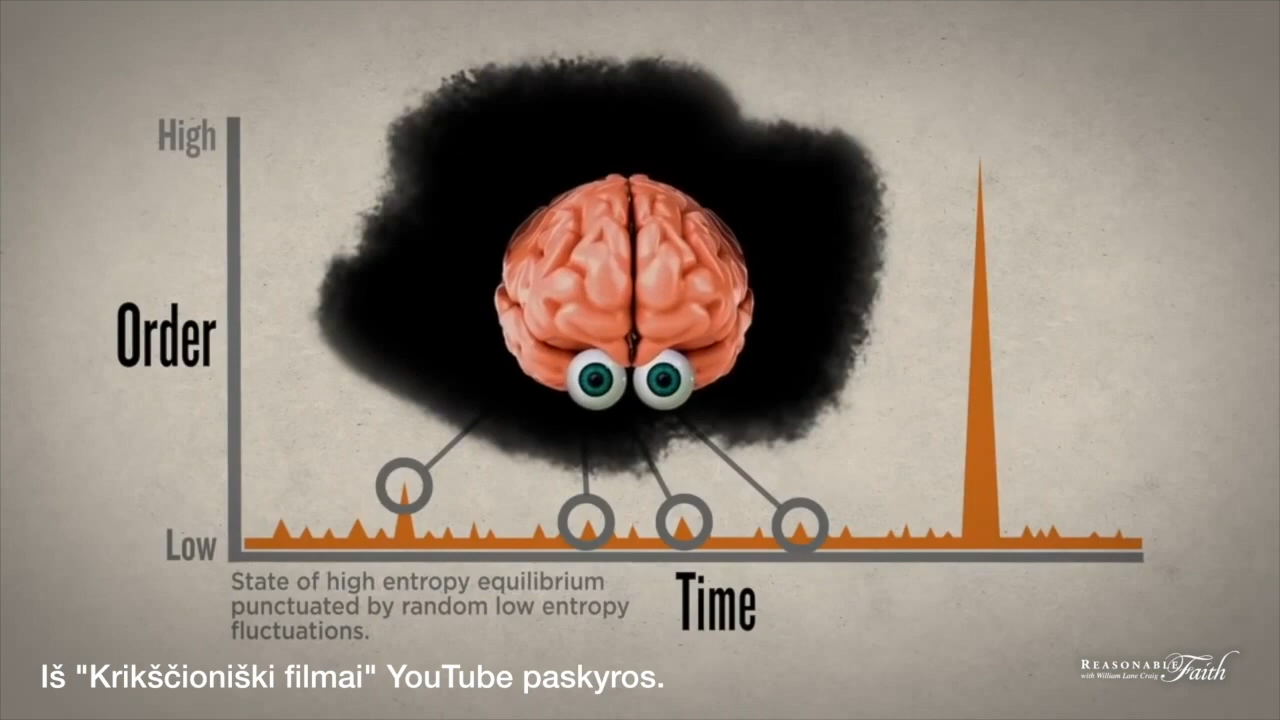 High
Order
Low
State of high entropy equilibrium
punctuated by random low entropy
fluctuations.
Time
Iš "Krikščioniški filmai" YouTube paskyros.
REASONABLE Faith
with William Lane Craig